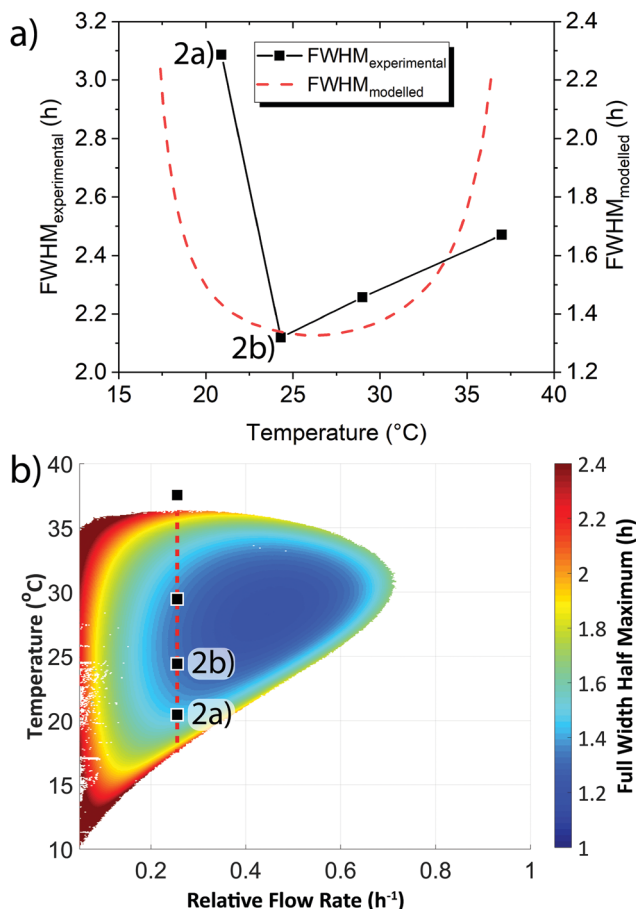 a)
3.2
3.0
2.8
2.6
2.4
2.2
2.0
FWHMexperimental (h)
2a)
2b)
FWHMexperimental
FWHMmodelled
2.4
2.2
2.0
1.8
1.6
1.4
1.2
FWHMmodelled (h)
15 20 25 30 35 40
Temperature (°C)
b)
40
35
30
25
20
15
10
Temperature (°C)
2b)
2a)
0.2 0.4 0.6 0.8 1
Relative Flow Rate (h-1)
2.4
2.2
2
1.8
1.6
1.4
1.2
1
Full Width Half Maximum (h)